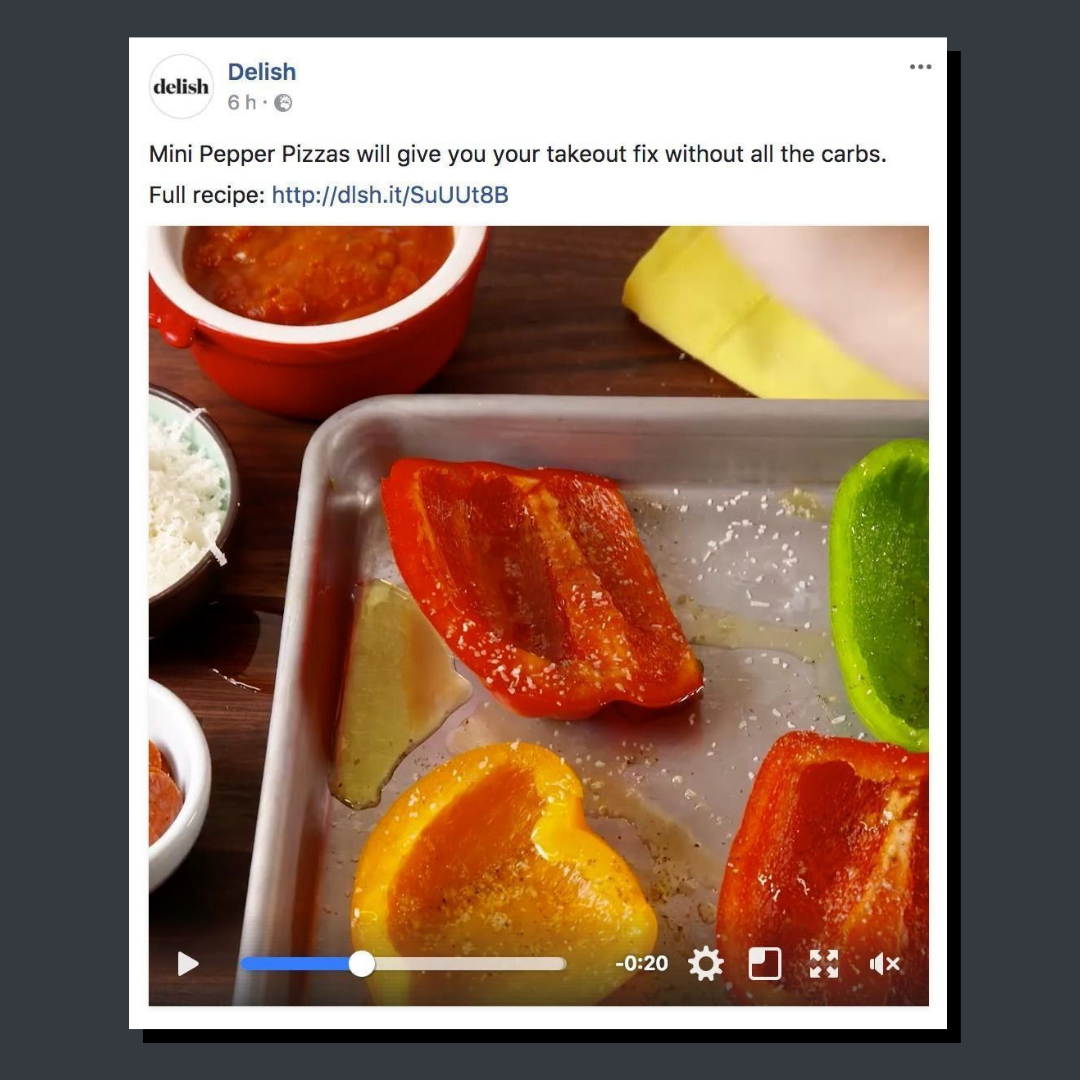 delish
Delish
6 h ·
Mini Pepper Pizzas will give you your takeout fix without all the carbs.
Full recipe: http://dlsh.it/SuUUt8B
-0:20